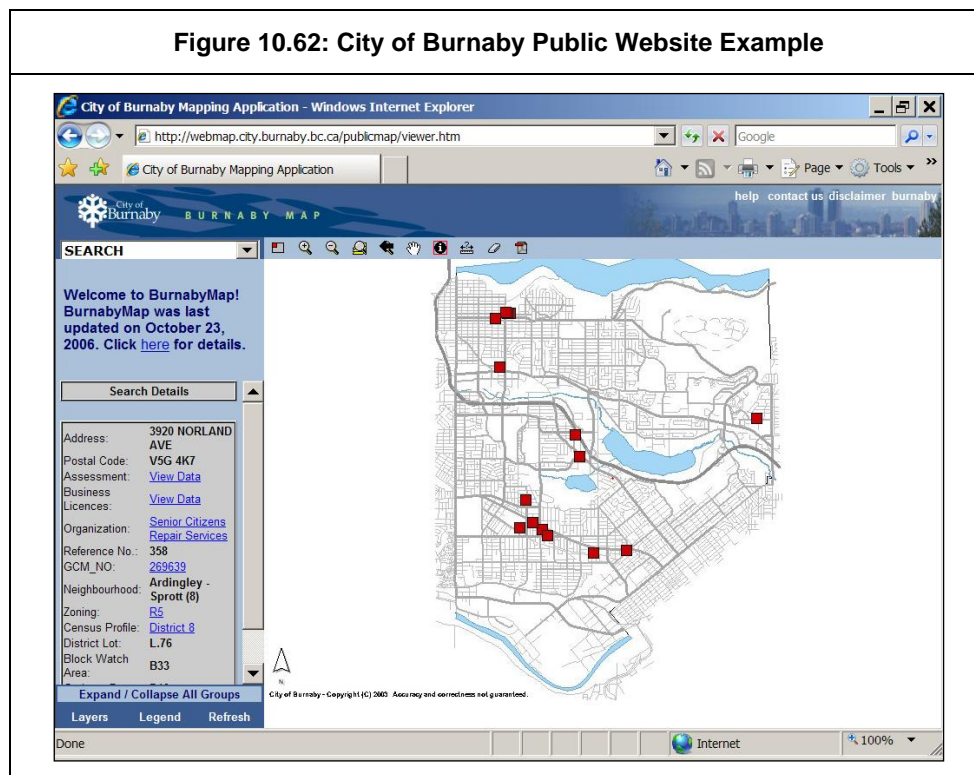 Figure 10.62: City of Burnaby Public Website Example
City of Burnaby Mapping Application - Windows Internet Explorer
http://webmap.city.burnaby.bc.ca/publicmap/viewer.htm
Google
City of Burnaby Mapping Application
Page
Tools
City of
Burnaby
BURNABY MAP
help contact us disclaimer burnaby
SEARCH
Welcome to BurnabyMap!
BurnabyMap was last
updated on October 23,
2006. Click here for details.
Search Details
Address: 3920 NORLAND
AVE
Postal Code: V5G 4K7
Assessment: View Data
Business
Licences: View Data
Organization: Senior Citizens
Repair Services
Reference No.: 358
GCM_NO: 269639
Neighbourhood: Ardingley -
Sprott (8)
Zoning: R5
Census Profile: District 8
District Lot: L.76
Block Watch
Area: B33
Expand / Collapse All Groups
Layers Legend Refresh
N
City of Burnaby - Copyright (C) 2003 Accuracy and correctness not guaranteed.
Done
Internet
100%